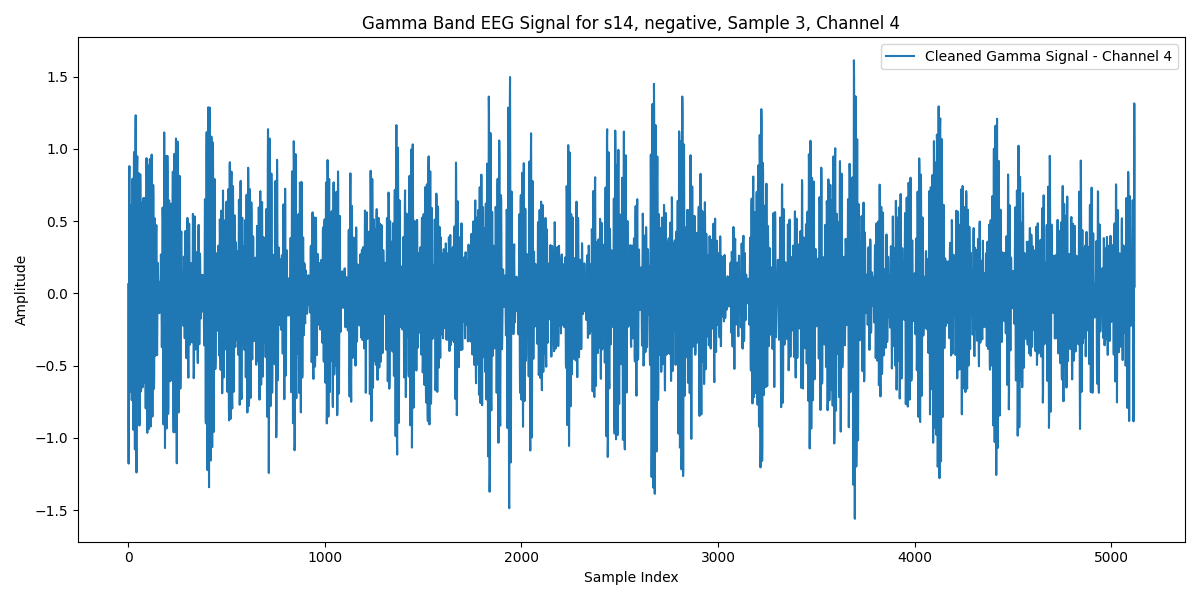 Gamma Band EEG Signal for s14, negative, Sample 3, Channel 4
Cleaned Gamma Signal - Channel 4
1.5
1.0
0.5
0.0
−0.5
−1.0
−1.5
Amplitude
0 1000 2000 3000 4000 5000
Sample Index